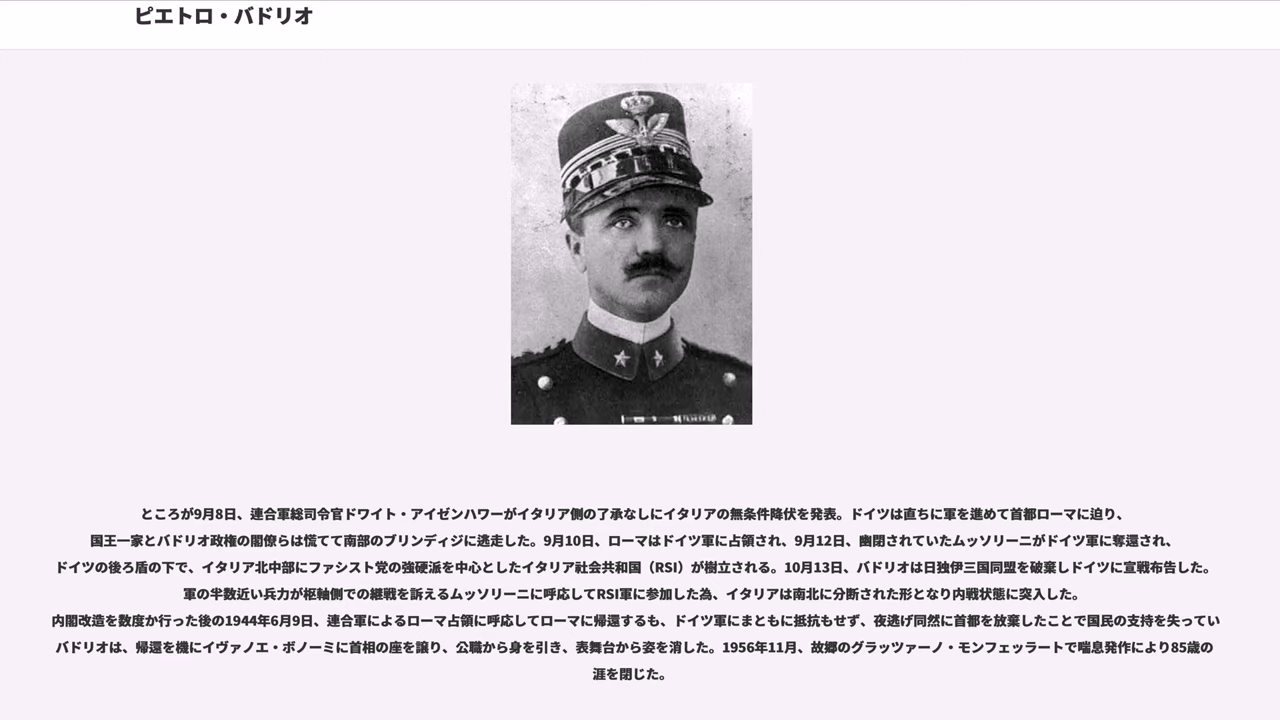 ピエトロ・バドリオ
ところが9月8日、連合軍総司令官ドワイト・アイゼンハワーがイタリア側の了承なしにイタリアの無条件降伏を発表。ドイツは直ちに軍を進めて首都ローマに迫り、
国王一家とバドリオ政権の閣僚らは慌てて南部のブリンディジに逃走した。9月10日、ローマはドイツ軍に占領され、9月12日、幽閉されていたムッソリーニがドイツ軍に奪還され、
ドイツの後ろ盾の下で、イタリア北中部にファシスト党の強硬派を中心としたイタリア社会共和国（RSI）が樹立される。10月13日、バドリオは日独伊三国同盟を破棄しドイツに宣戦布告した。
軍の半数近い兵力が枢軸側での継戦を訴えるムッソリーニに呼応してRSI軍に参加した為、イタリアは南北に分断された形となり内戦状態に突入した。
内閣改造を数度か行った後の1944年6月9日、連合軍によるローマ占領に呼応してローマに帰還するも、ドイツ軍にまともに抵抗もせず、夜逃げ同然に首都を放棄したことで国民の支持を失ってい
バドリオは、帰還を機にイヴァノエ・ボノーミに首相の座を譲り、公職から身を引き、表舞台から姿を消した。1956年11月、故郷のグラッツァーノ・モンフェッラートで喘息発作により85歳の
涯を閉じた。